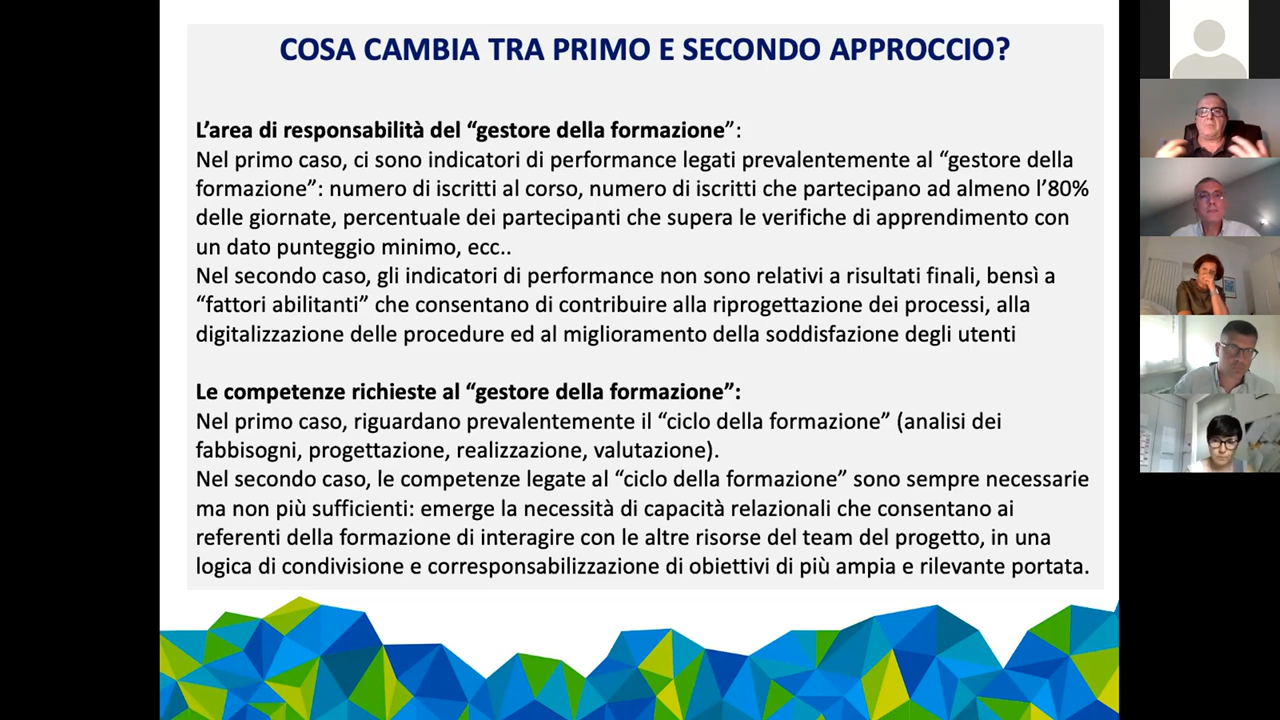 COSA CAMBIA TRA PRIMO E SECONDO APPROCCIO?
L’area di responsabilità del “gestore della formazione”:
Nel primo caso, ci sono indicatori di performance legati prevalentemente al “gestore della
formazione”: numero di iscritti al corso, numero di iscritti che partecipano ad almeno l’80%
delle giornate, percentuale dei partecipanti che supera le verifiche di apprendimento con
un dato punteggio minimo, ecc..
Nel secondo caso, gli indicatori di performance non sono relativi a risultati finali, bensì a
“fattori abilitanti” che consentano di contribuire alla riprogettazione dei processi, alla
digitalizzazione delle procedure ed al miglioramento della soddisfazione degli utenti
Le competenze richieste al “gestore della formazione”:
Nel primo caso, riguardano prevalentemente il “ciclo della formazione” (analisi dei
fabbisogni, progettazione, realizzazione, valutazione).
Nel secondo caso, le competenze legate al “ciclo della formazione” sono sempre necessarie
ma non più sufficienti: emerge la necessità di capacità relazionali che consentano ai
referenti della formazione di interagire con le altre risorse del team del progetto, in una
logica di condivisione e corresponsabilizzazione di obiettivi di più ampia e rilevante portata.